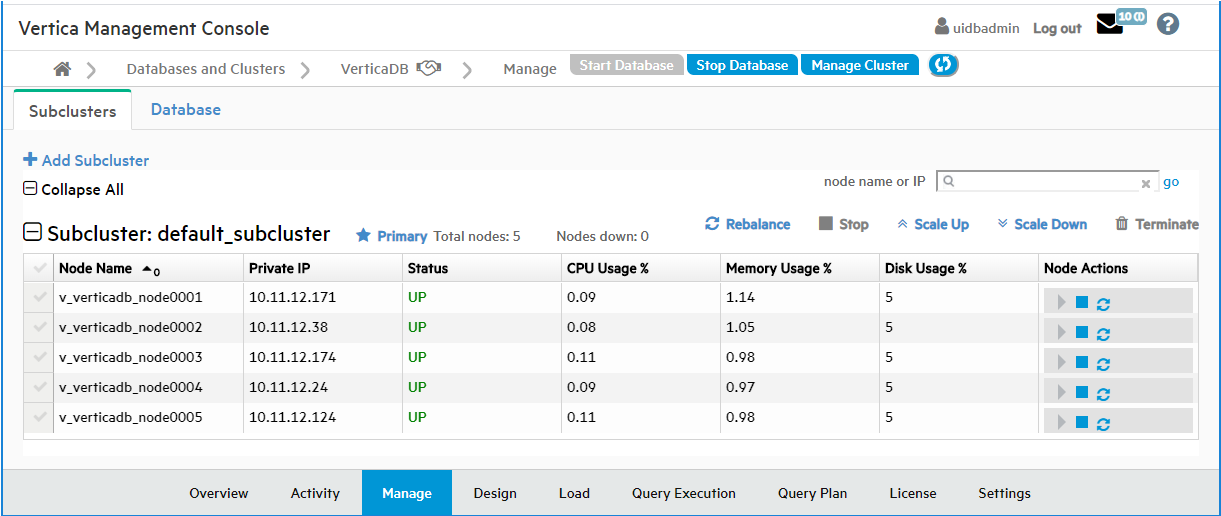 Vertica Management Console
uidbadmin Log out
Databases and Clusters VerticaDB Manage Start Database Stop Database Manage Cluster
Subclusters Database
Add Subcluster
Collapse All
node name or IP go
Subcluster: default_subcluster Primary Total nodes: 5 Nodes down: 0 Rebalance Stop Scale Up Scale Down Terminate
Node Name 0 Private IP Status CPU Usage % Memory Usage % Disk Usage % Node Actions
v_verticadb_node0001 10.11.12.171 UP 0.09 1.14 5
v_verticadb_node0002 10.11.12.38 UP 0.08 1.05 5
v_verticadb_node0003 10.11.12.174 UP 0.11 0.98 5
v_verticadb_node0004 10.11.12.24 UP 0.09 0.97 5
v_verticadb_node0005 10.11.12.124 UP 0.11 0.98 5
Overview Activity Manage Design Load Query Execution Query Plan License Settings